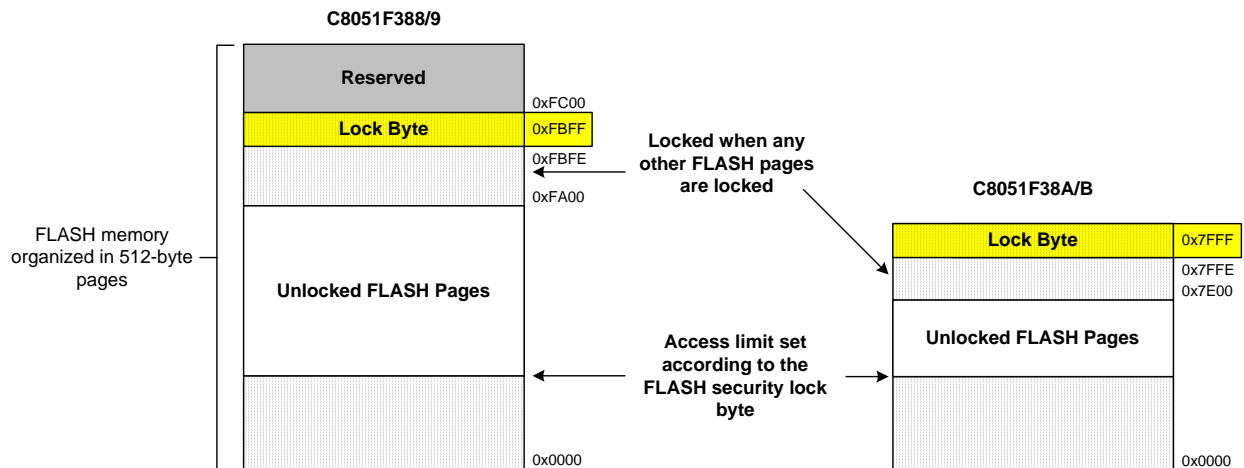 C8051F388/9
Reserved
0xFC00
Lock Byte
0xFBFF
0xFBFE
0xFA00
FLASH memory
organized in 512-byte
pages
Unlocked FLASH Pages
0x0000
Locked when any
other FLASH pages
are locked
Access limit set
according to the
FLASH security lock
byte
C8051F38A/B
Lock Byte
0x7FFF
0x7FFE
0x7E00
Unlocked FLASH Pages
0x0000